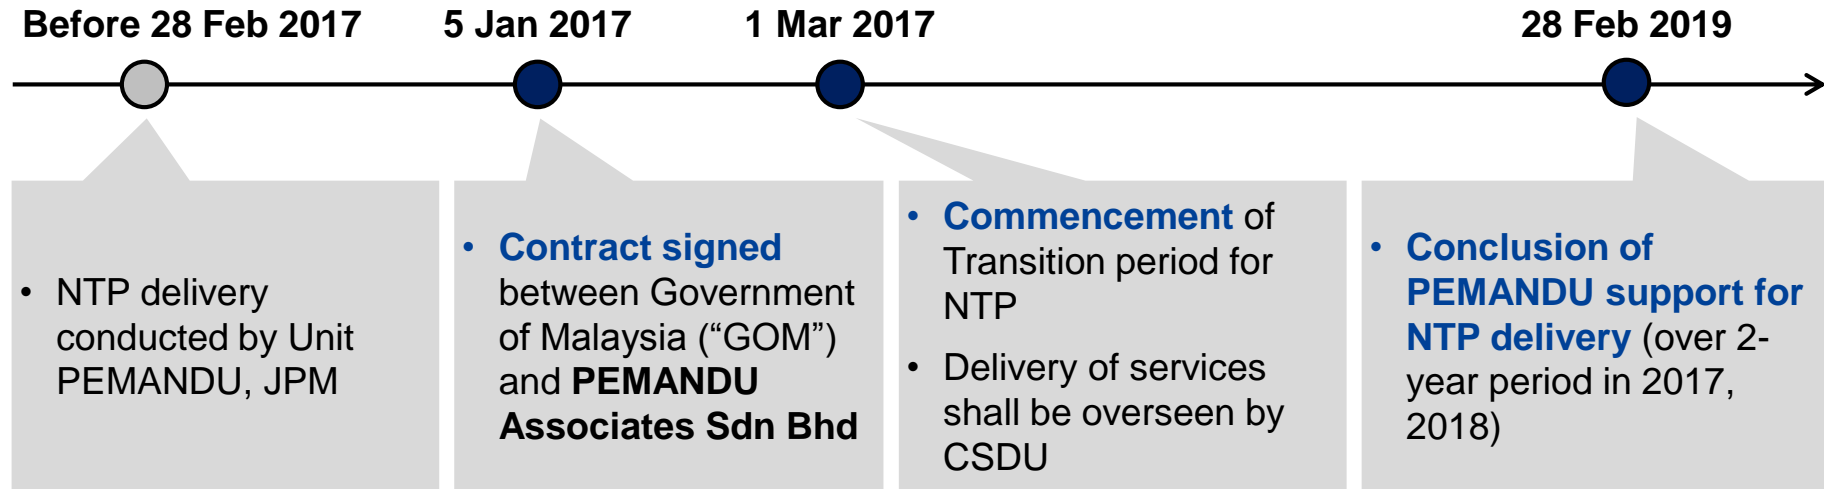 Before 28 Feb 2017
5 Jan 2017
1 Mar 2017
28 Feb 2019
• NTP delivery
conducted by Unit
PEMANDU, JPM
• Contract signed
between Government
of Malaysia (“GOM”)
and PEMANDU
Associates Sdn Bhd
• Commencement of
Transition period for
NTP
• Delivery of services
shall be overseen by
CSDU
• Conclusion of
PEMANDU support for
NTP delivery (over 2-
year period in 2017,
2018)